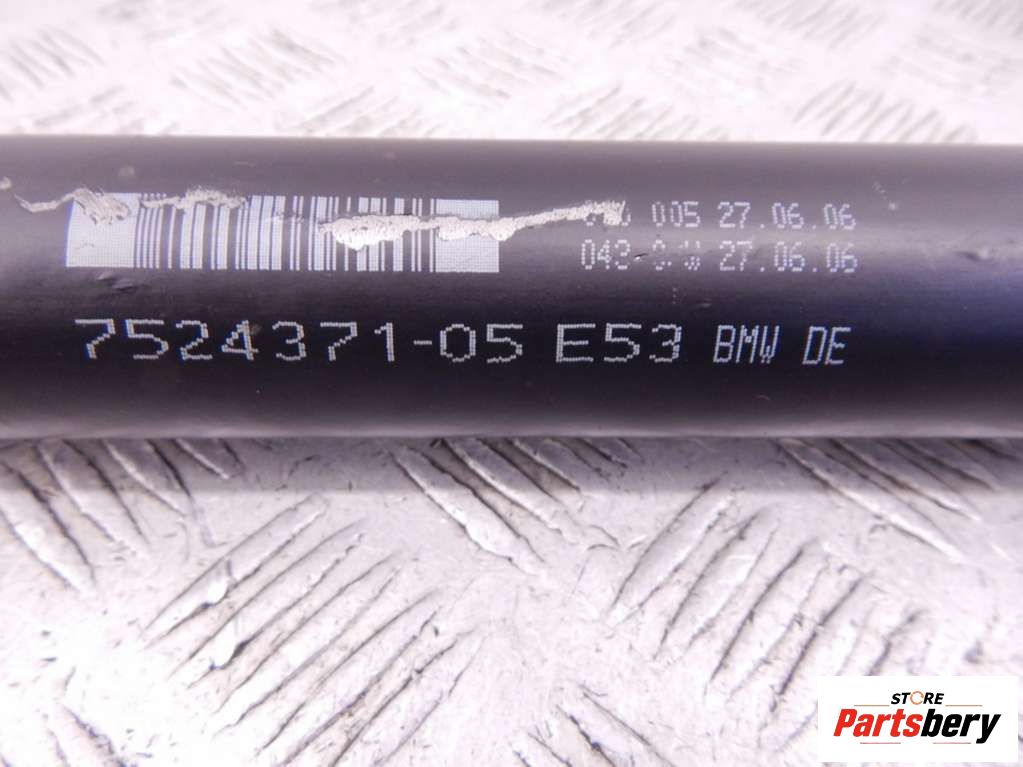 005 27.06.06
27.06.06
7524371-05 E53 BMW DE
STORE
Partsbery